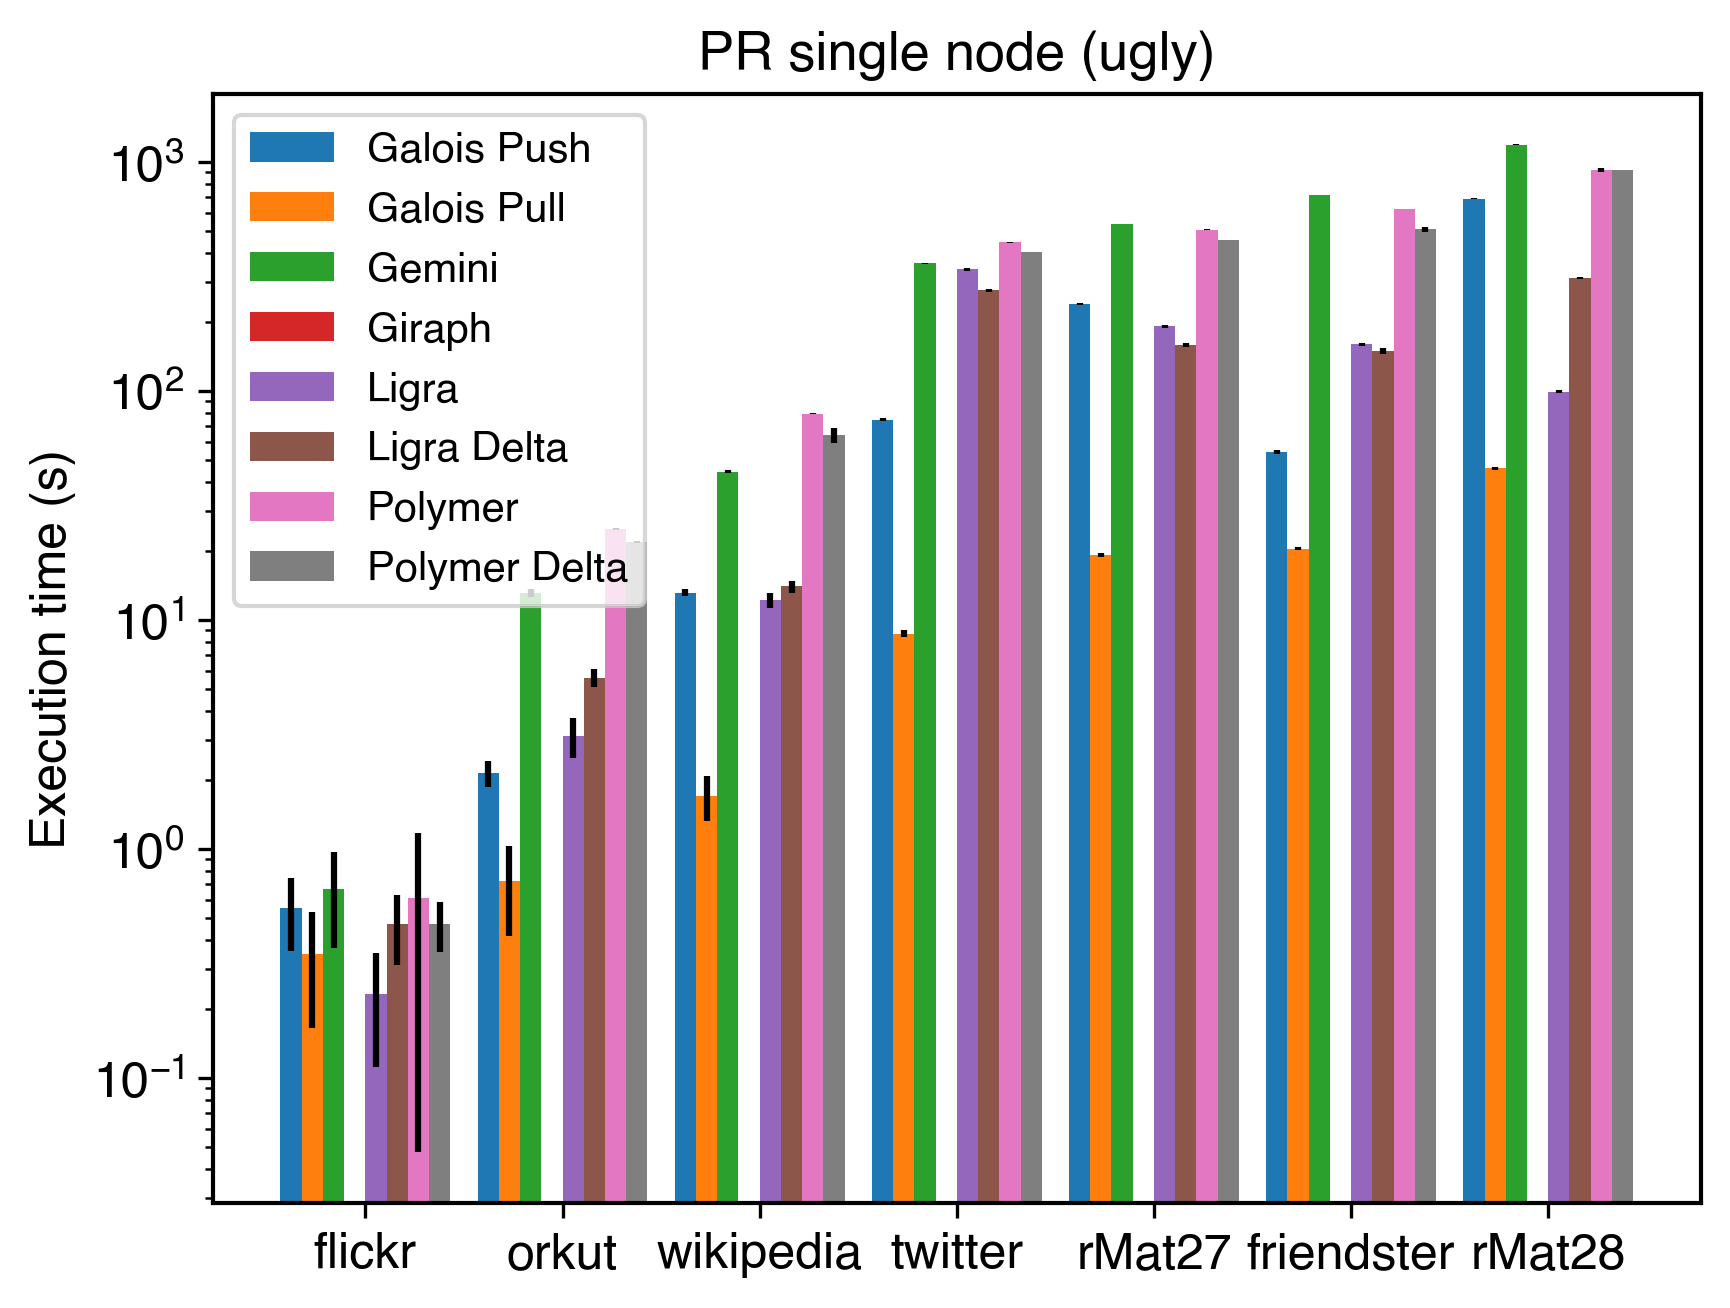 PR single node (ugly)
Execution time (s)
10³
10²
10¹
10⁰
10⁻¹
Galois Push
Galois Pull
Gemini
Giraph
Ligra
Ligra Delta
Polymer
Polymer Delta
flickr orkut wikipedia twitter rMat27 friendster rMat28